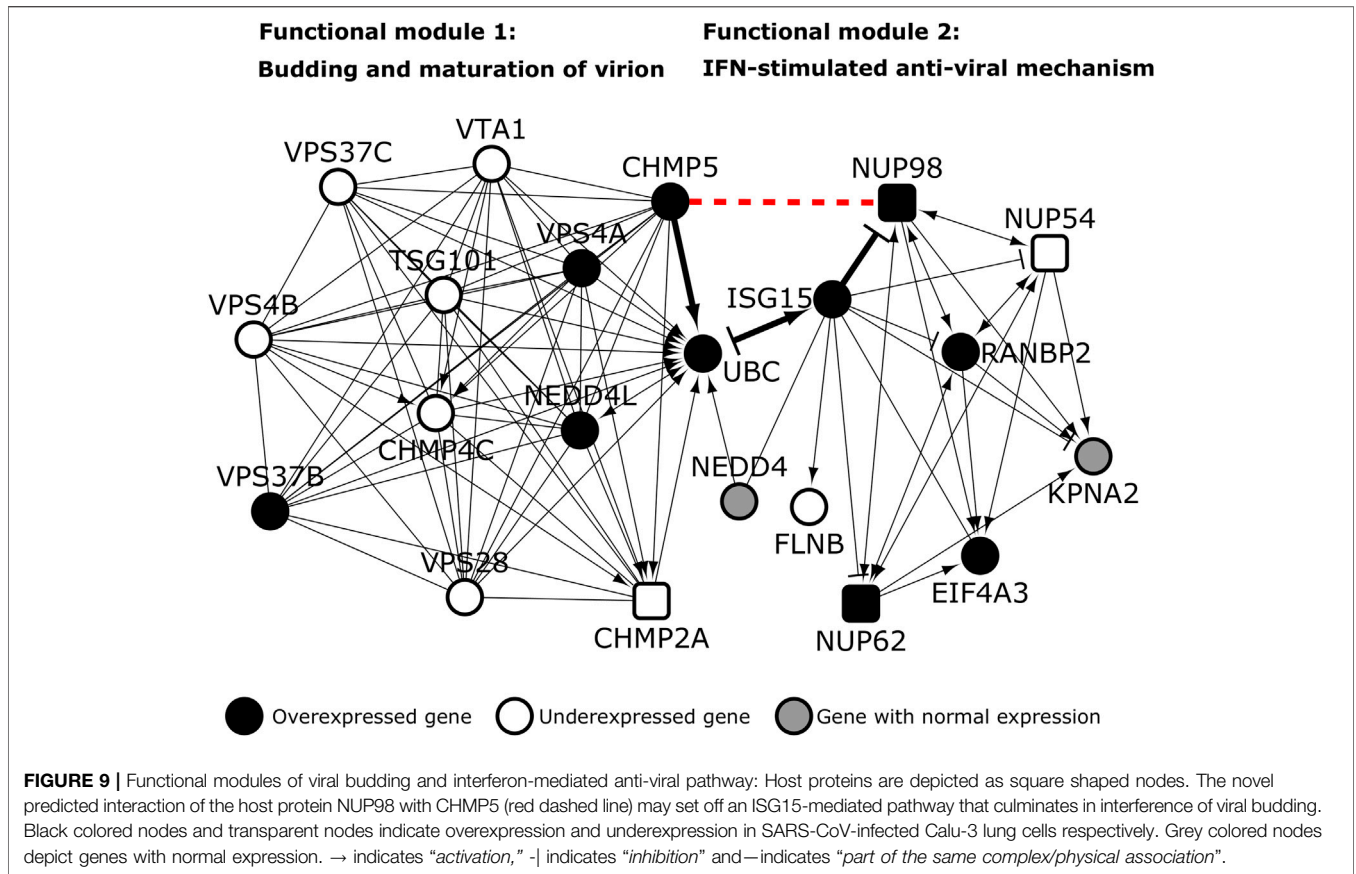 Functional module 1:
Budding and maturation of virion
Functional module 2:
IFN-stimulated anti-viral mechanism
VTA1
VPS37C
CHMP5
NUP98
NUP54
VPS4A
TSG101
ISG15
VPS4B
RANBP2
UBC
NEDD4L
CHMP4C
NEDD4
VPS37B
KPNA2
FLNB
VPS28
EIF4A3
CHMP2A
NUP62
Overexpressed gene
Underexpressed gene
Gene with normal expression
FIGURE 9 | Functional modules of viral budding and interferon-mediated anti-viral pathway: Host proteins are depicted as square shaped nodes. The novel
predicted interaction of the host protein NUP98 with CHMP5 (red dashed line) may set off an ISG15-mediated pathway that culminates in interference of viral budding.
Black colored nodes and transparent nodes indicate overexpression and underexpression in SARS-CoV-infected Calu-3 lung cells respectively. Grey colored nodes
depict genes with normal expression. → indicates “activation,” -| indicates “inhibition” and—indicates “part of the same complex/physical association”.